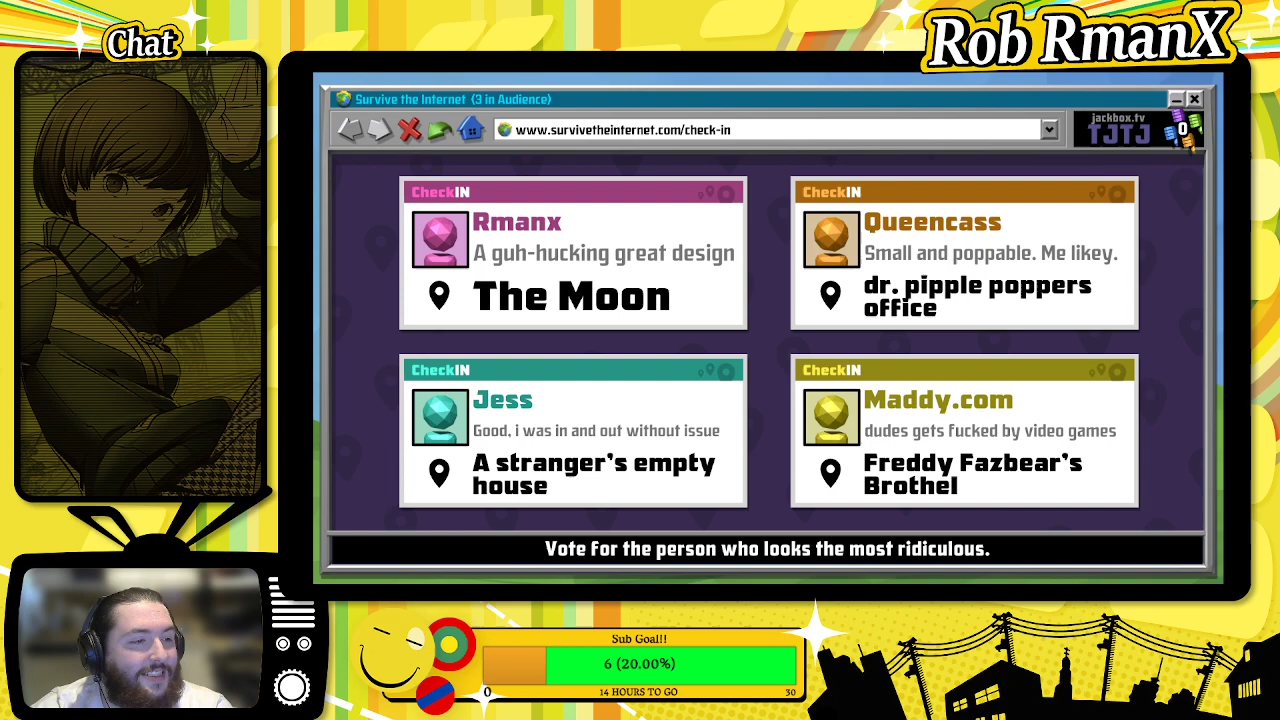 Chat
Rob RmanX
Survive the Internet (3 in Audience)
www.survivetheinternet.com/check-in
jackbox.tv
TJTJ
0
CheckIN
Rmanx
A guh-hucking great design
The Moon
CheckIN
Queencass
Small and poppable. Me likey.
dr. pipple poppers
office
CheckIN
Jess
Good, i was in and out without issue
A stranger's empty
house
CheckIN
Maddy.com
dudes gets fucked by video games
Freddy Fazbear's
Brothel
Vote for the person who looks the most ridiculous.
Sub Goal!!
6 (20.00%)
0
14 HOURS TO GO
30